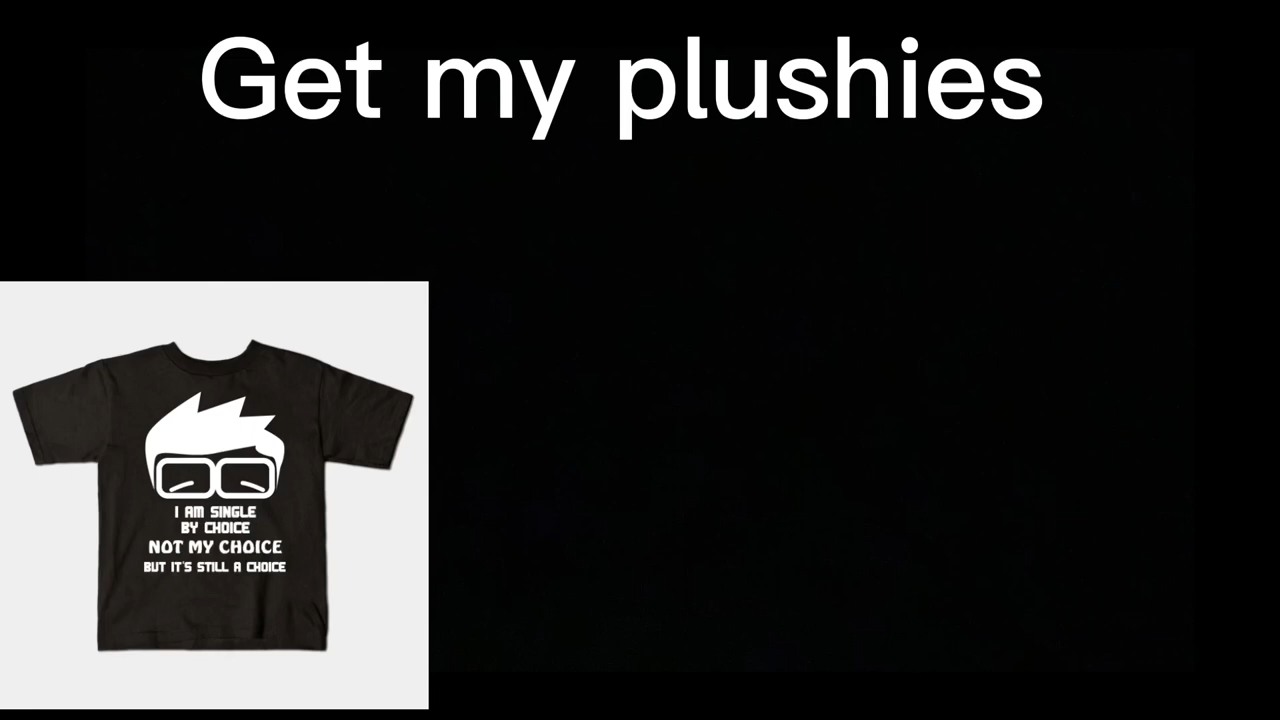 Get my plushies
I AM SINGLE
BY CHOICE
NOT MY CHOICE
BUT IT'S STILL A CHOICE